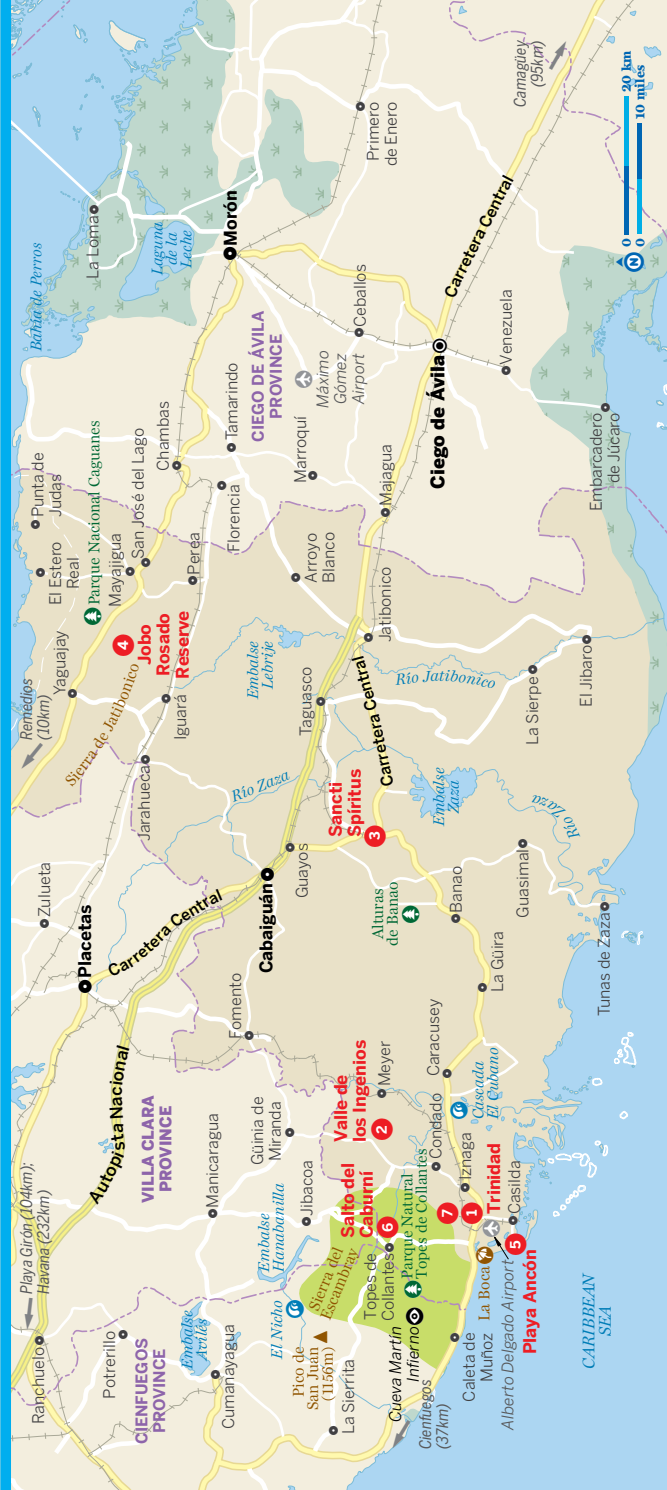 Playa Girón (104km);
Havana (232km)
Ranchuelo
Potrerillo
CIENFUEGOS
PROVINCE
Embalse
Avilés
Cumanayagua
El Nicho
Pico de
San Juan
(1156m)
La Sierrita
Cueva Martín
Infierno
Cienfuegos
(37km)
Autopista Nacional
VILLA CLARA
PROVINCE
Manicaragua
Embalse
Hanabanilla
Jibacoa
Güinia de
Miranda
Sierra del
Escambray
Salto del
Caburní
6
Topes de
Collantes
Parque Natural
Topes de Collantes
Caleta de
Muñoz
La Boca
Alberto Delgado Airport
Playa Ancón
5
7
1
Trinidad
Casilda
Iznaga
Condado
Valle de
los Ingenios
2
Meyer
Cascada
El Cubano
Caracusey
CARIBBEAN
SEA
Zulueta
Placetas
Carretera Central
Fomento
Cabaiguán
Guayos
Sancti
Spíritus
3
Alturas
de Banao
Banao
La Güira
Guasimal
Tunas de Zaza
Embalse
Zaza
Río Zaza
Río Zaza
Remedios
(10km)
Yaguajay
Sierra de Jatibonico
Jarahueca
Iguará
4
Jobo
Rosado
Reserve
El Estero
Real
Punta de
Judas
Parque Nacional Caguanes
Mayajigua
San José del Lago
Perea
Embalse
Lebrije
Taguasco
Carretera Central
Jatibonico
Río Jatibonico
La Sierpe
El Jíbaro
Arroyo
Blanco
Florencia
Chambas
Tamarindo
Marroquí
Majagua
CIEGO DE ÁVILA
PROVINCE
Máximo
Gómez
Airport
Ceballos
Ciego de Ávila
Venezuela
Embarcadero
de Júcaro
Bahía de Perros
La Loma
Laguna
de la
Leche
Morón
Primero
de Enero
Carretera Central
Camagüey
(95km)
N
0
20 km
0
10 miles